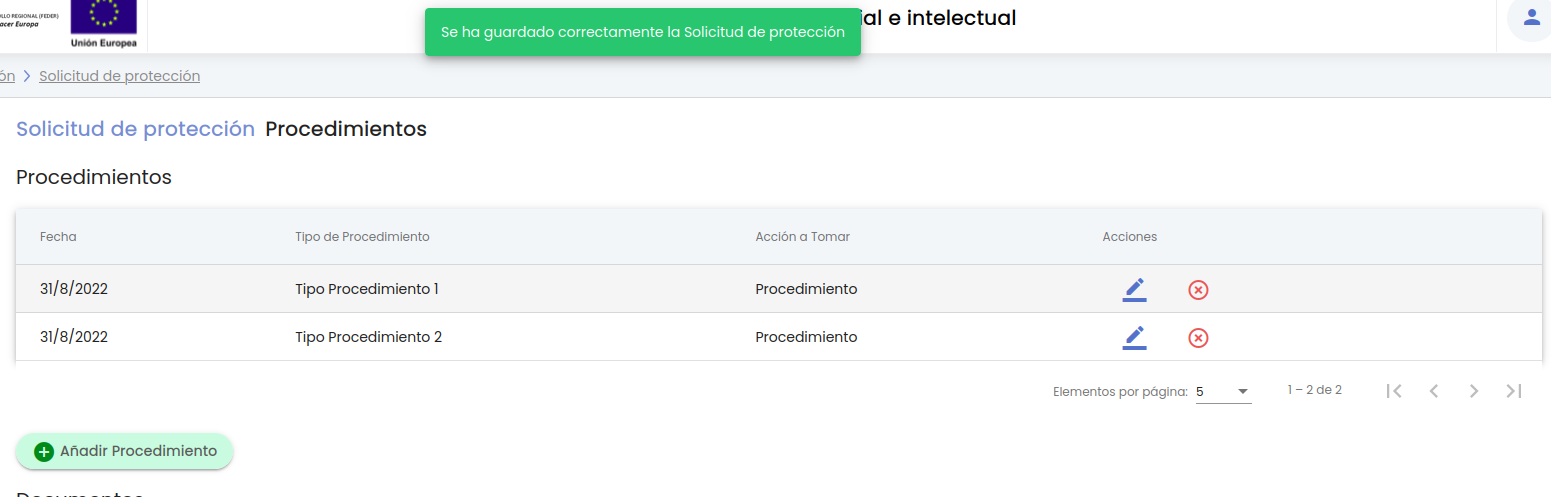 LLO REGIONAL (FEDER)
acer Europa
Unión Europea
Se ha guardado correctamente la Solicitud de protección
ial e intelectual
ón > Solicitud de protección
Solicitud de protección Procedimientos
Procedimientos
Fecha Tipo de Procedimiento Acción a Tomar Acciones
31/8/2022 Tipo Procedimiento 1 Procedimiento
31/8/2022 Tipo Procedimiento 2 Procedimiento
Elementos por página: 5 1 – 2 de 2
Añadir Procedimiento
Documentos